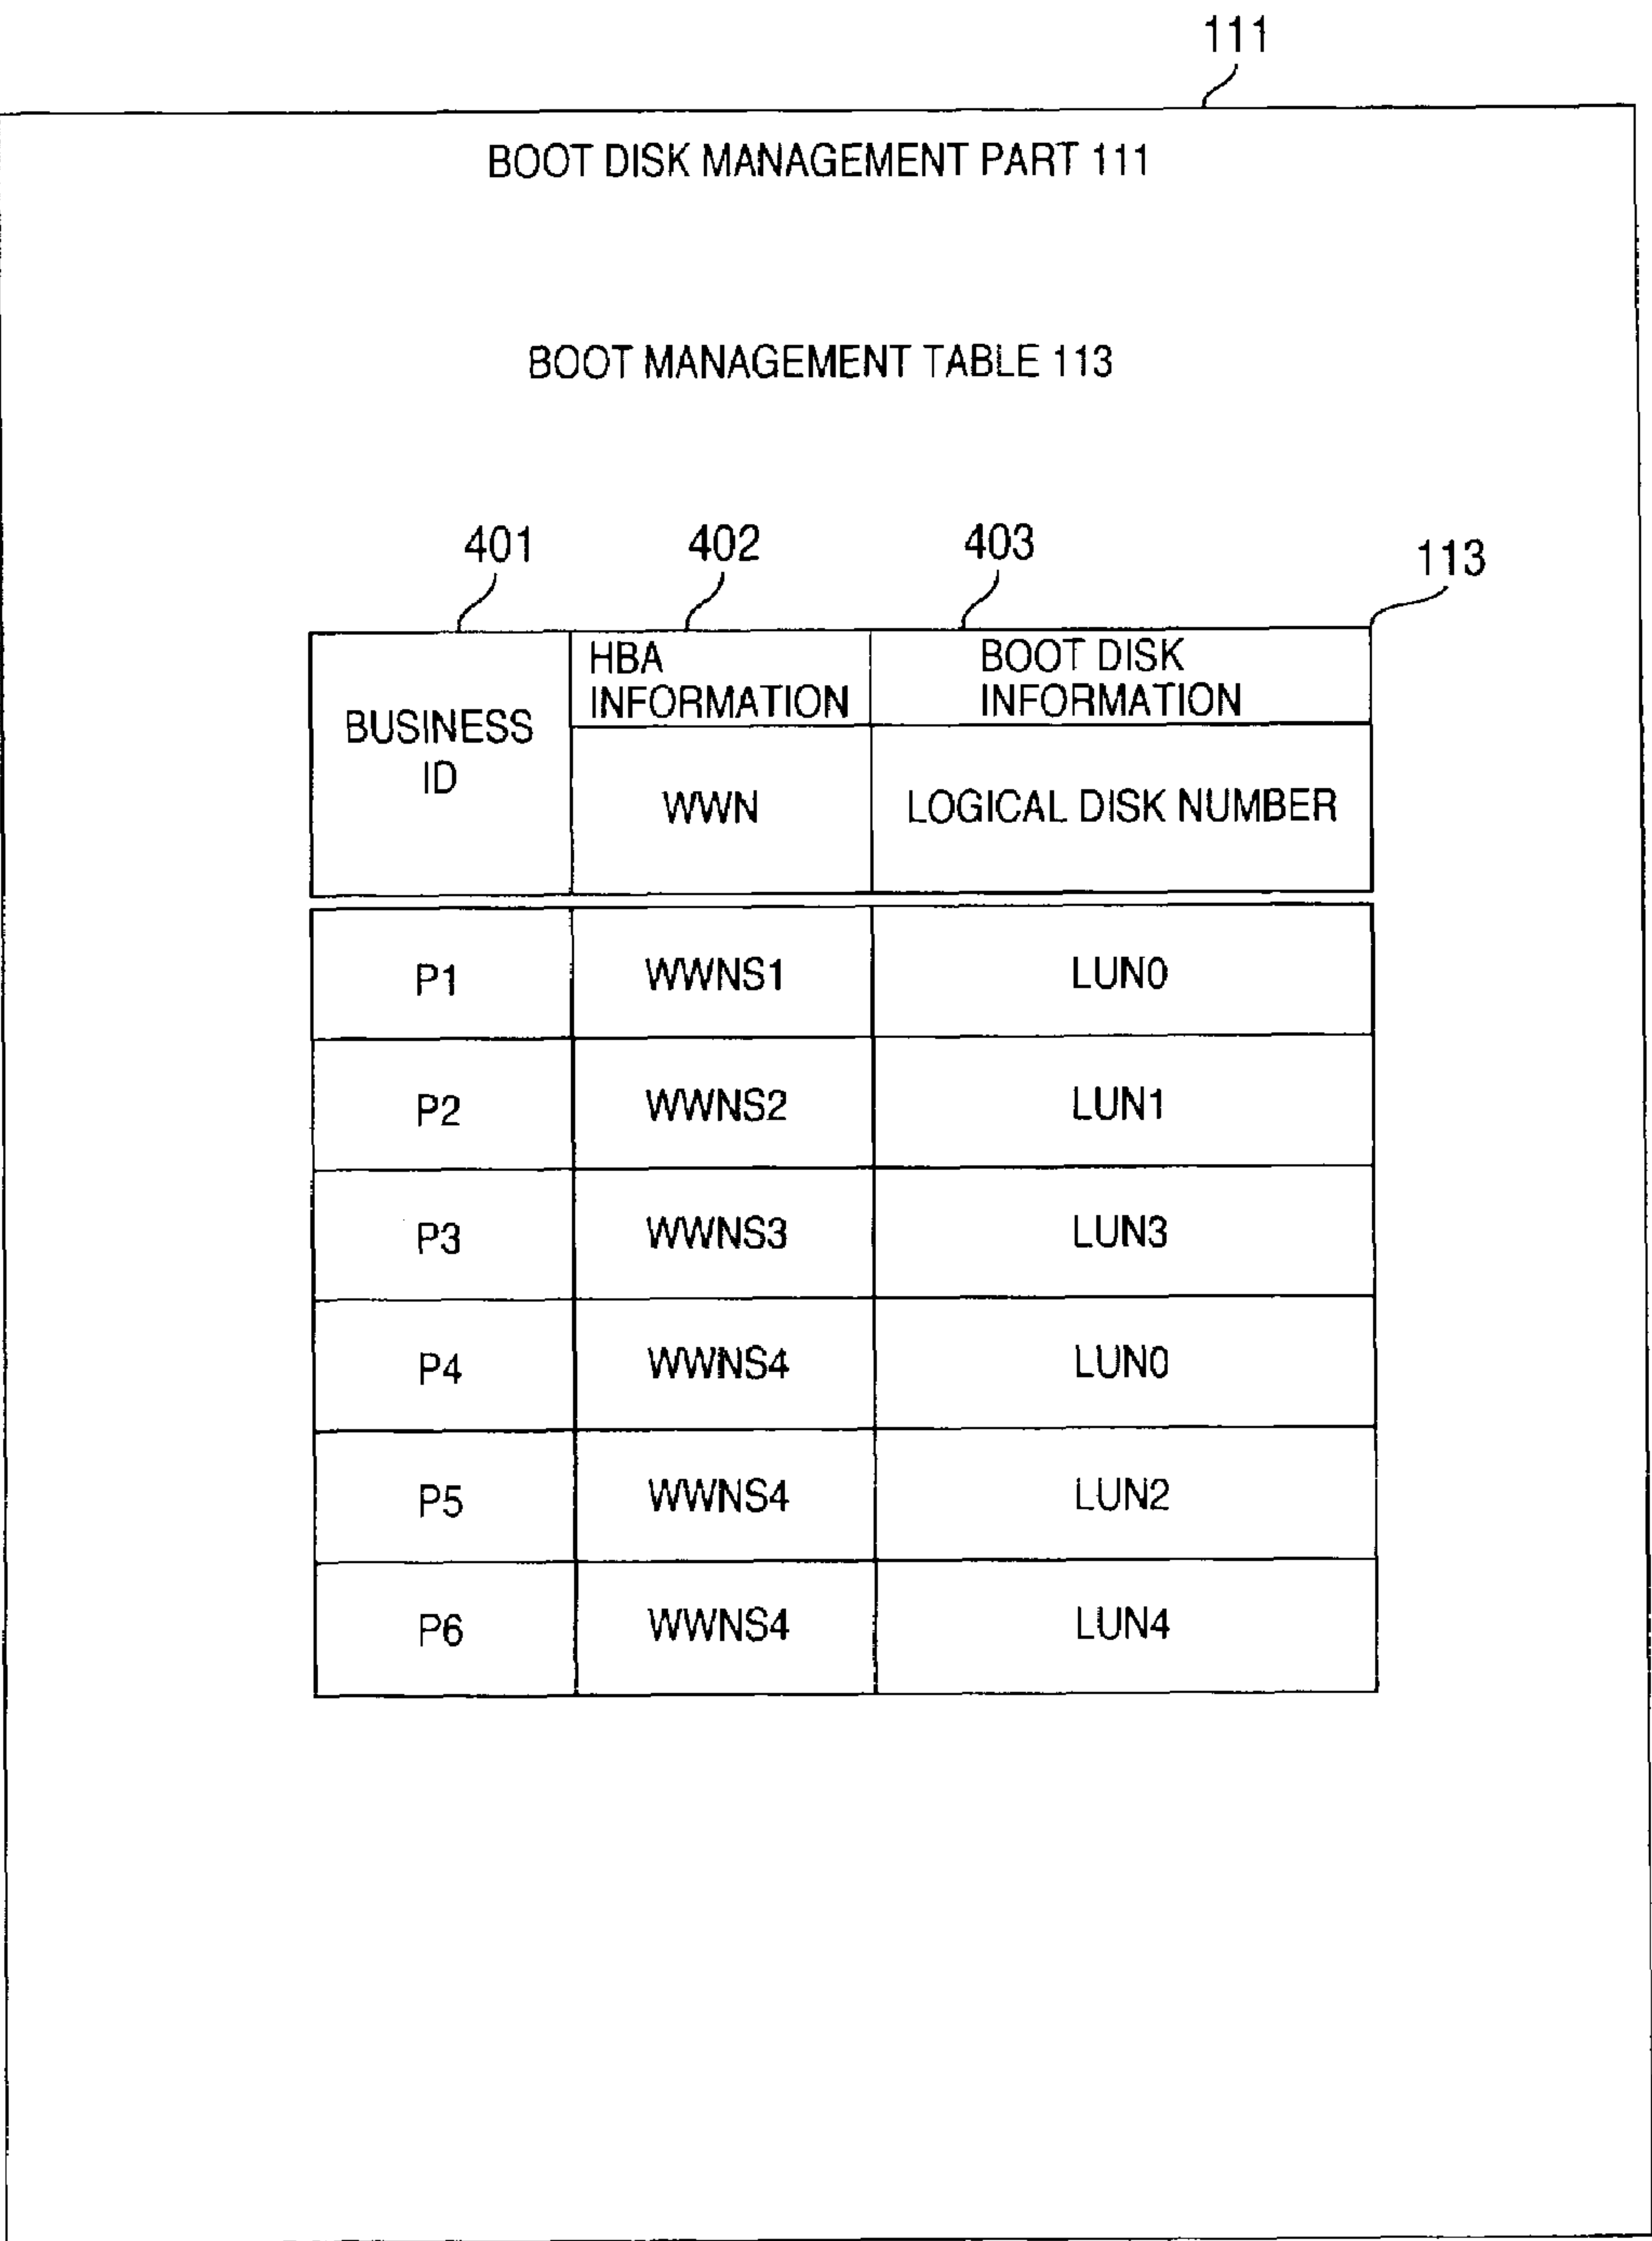 111
BOOT DISK MANAGEMENT PART 111
BOOT MANAGEMENT TABLE 113
401 402 403 113
BUSINESS
ID
HBA
INFORMATION
WWN
BOOT DISK
INFORMATION
LOGICAL DISK NUMBER
P1 WWNS1 LUN0
P2 WWNS2 LUN1
P3 WWNS3 LUN3
P4 WWNS4 LUN0
P5 WWNS4 LUN2
P6 WWNS4 LUN4